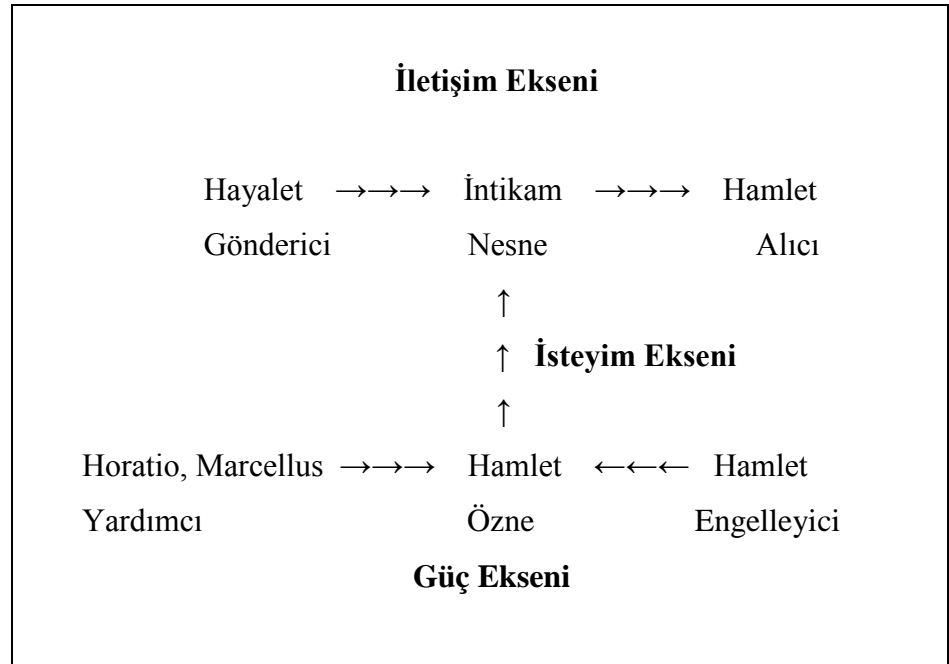 İletişim Ekseni
Hayalet →→→ İntikam →→→ Hamlet
Gönderici Nesne Alıcı
↑
↑ İsteyim Ekseni
↑
Horatio, Marcellus →→→ Hamlet ←←← Hamlet
Yardımcı Özne Engelleyici
Güç Ekseni